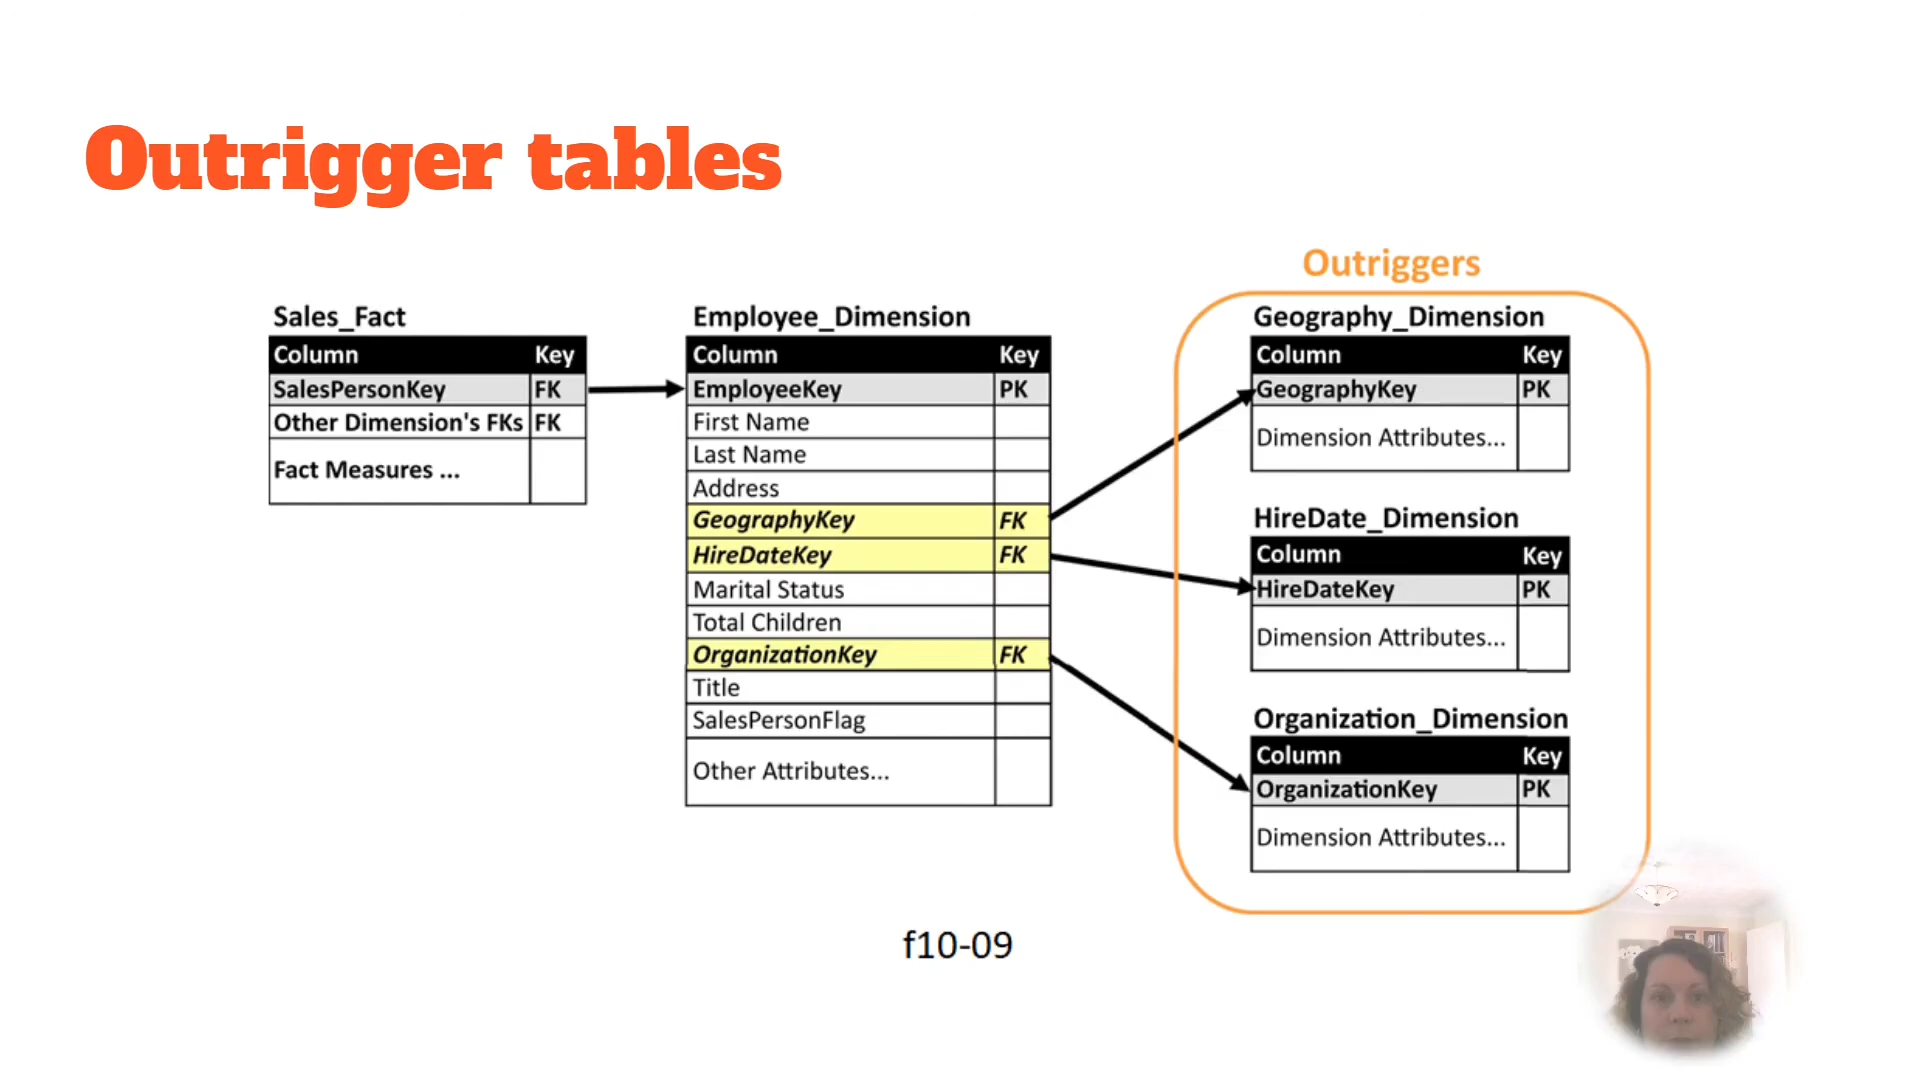 Outrigger tables
Outriggers
Sales_Fact
Column Key
SalesPersonKey FK
Other Dimension's FKs FK
Fact Measures ...
Employee_Dimension
Column Key
EmployeeKey PK
First Name
Last Name
Address
GeographyKey FK
HireDateKey FK
Marital Status
Total Children
OrganizationKey FK
Title
SalesPersonFlag
Other Attributes...
Geography_Dimension
Column Key
GeographyKey PK
Dimension Attributes...
HireDate_Dimension
Column Key
HireDateKey PK
Dimension Attributes...
Organization_Dimension
Column Key
OrganizationKey PK
Dimension Attributes...
f10-09